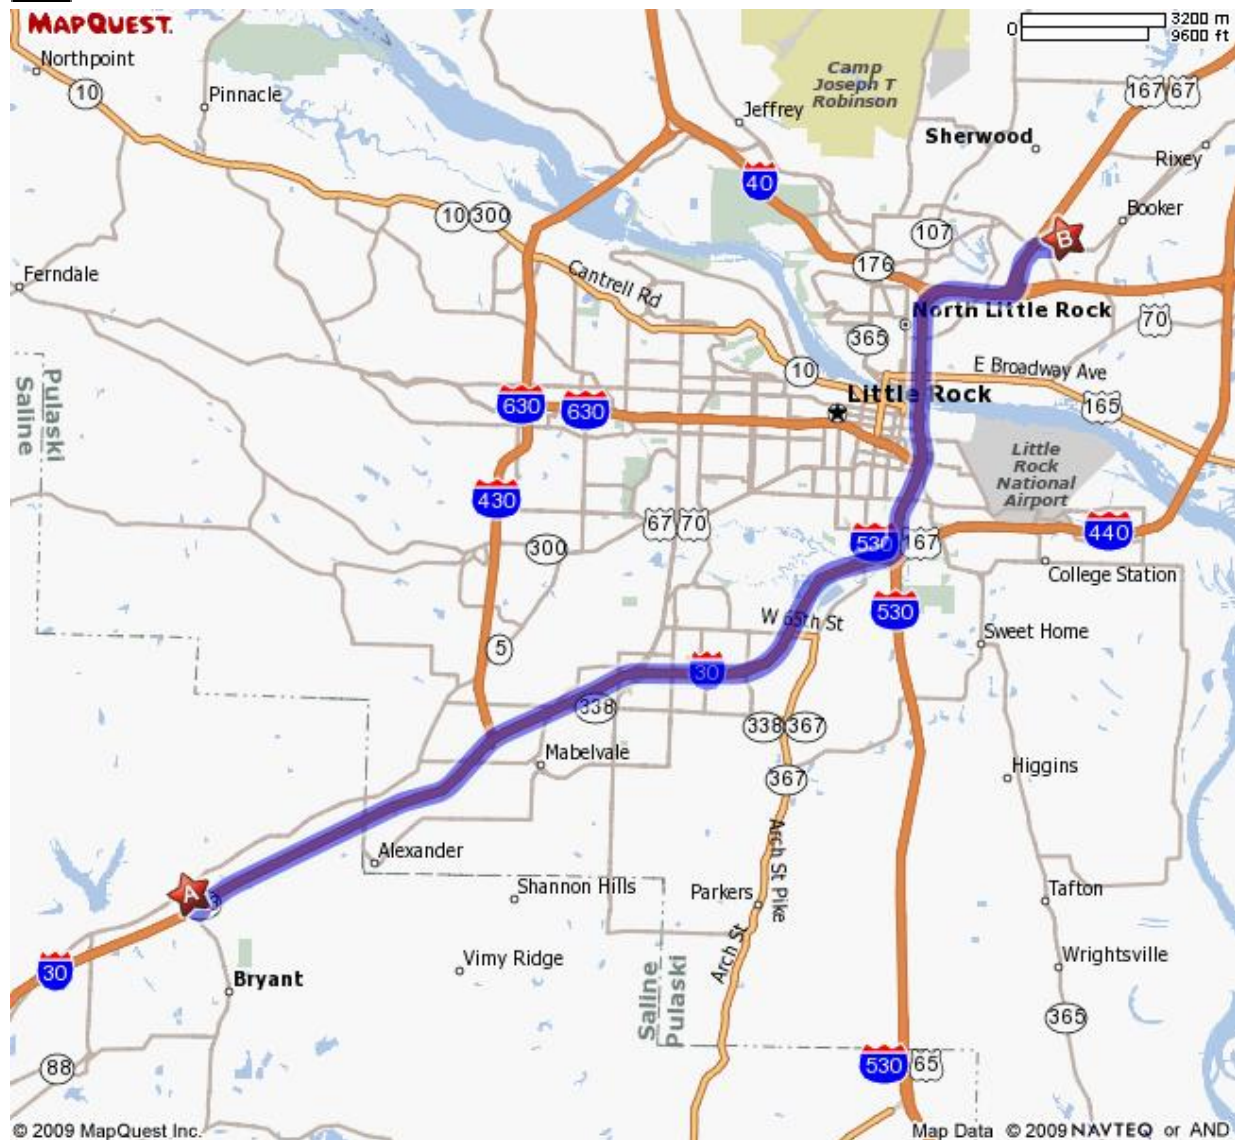 MAPQUEST.
0
3200 m
9600 ft
Northpoint
10
Pinnacle
Camp
Joseph T
Robinson
Jeffrey
167 67
Sherwood
Rixey
40
10 300
107
Booker
B
176
Ferndale
Cantrell Rd
North Little Rock
70
365
E Broadway Ave
10
Little Rock
165
Pulaski
Saline
630
630
Little
Rock
National
Airport
430
67 70
300
530
167
440
College Station
530
W 65th St
Sweet Home
5
30
338
338 367
Mabelvale
367
Higgins
Alexander
Arch St Pike
A
Shannon Hills
Parkers
Tafton
Arch St
Vimy Ridge
Wrightsville
30
Bryant
Saline
Pulaski
365
88
530
65
© 2009 MapQuest Inc.
Map Data © 2009 NAVTEQ or AND